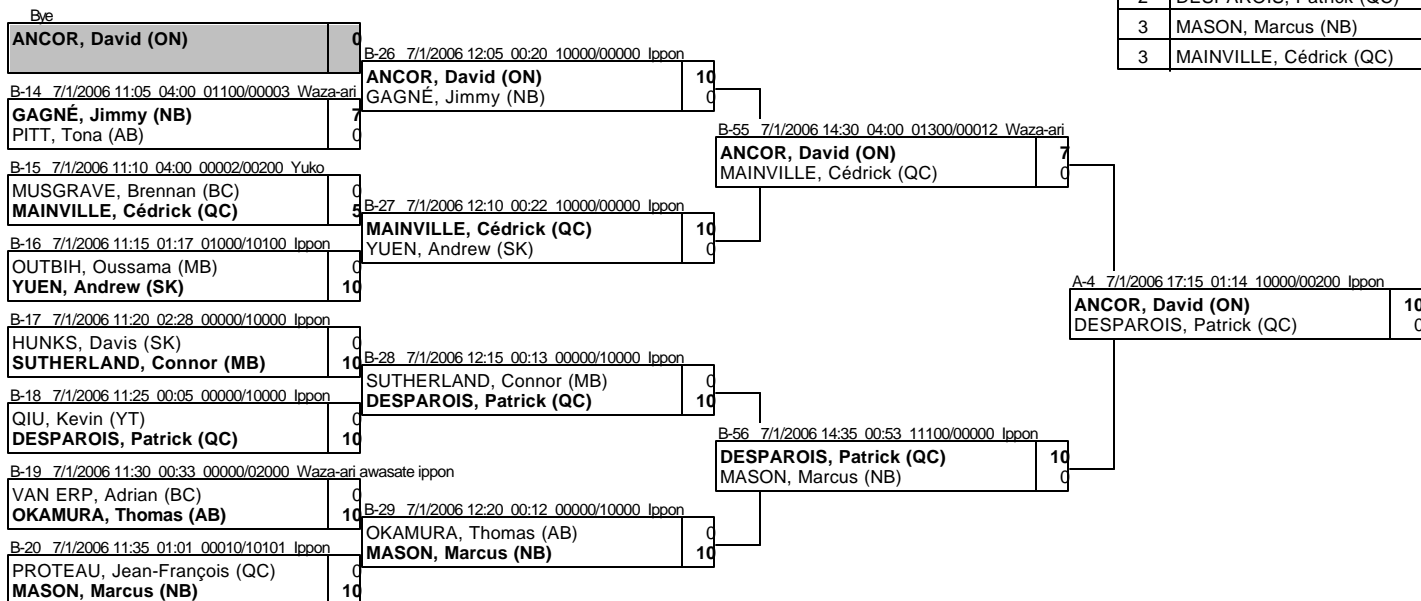 2 DESPAROIS, Patrick (QC)
3 MASON, Marcus (NB)
3 MAINVILLE, Cédrick (QC)
Bye
ANCOR, David (ON) 0
B-14 7/1/2006 11:05 04:00 01100/00003 Waza-ari
GAGNÉ, Jimmy (NB) 7
PITT, Tona (AB) 0
B-15 7/1/2006 11:10 04:00 00002/00200 Yuko
MUSGRAVE, Brennan (BC) 0
MAINVILLE, Cédrick (QC) 5
B-16 7/1/2006 11:15 01:17 01000/10100 Ippon
OUTBIH, Oussama (MB) 0
YUEN, Andrew (SK) 10
B-17 7/1/2006 11:20 02:28 00000/10000 Ippon
HUNKS, Davis (SK) 0
SUTHERLAND, Connor (MB) 10
B-18 7/1/2006 11:25 00:05 00000/10000 Ippon
QIU, Kevin (YT) 0
DESPAROIS, Patrick (QC) 10
B-19 7/1/2006 11:30 00:33 00000/02000 Waza-ari awasate ippon
VAN ERP, Adrian (BC) 0
OKAMURA, Thomas (AB) 10
B-20 7/1/2006 11:35 01:01 00010/10101 Ippon
PROTEAU, Jean-François (QC) 0
MASON, Marcus (NB) 10
B-26 7/1/2006 12:05 00:20 10000/00000 Ippon
ANCOR, David (ON) 10
GAGNÉ, Jimmy (NB) 0
B-27 7/1/2006 12:10 00:22 10000/00000 Ippon
MAINVILLE, Cédrick (QC) 10
YUEN, Andrew (SK) 0
B-28 7/1/2006 12:15 00:13 00000/10000 Ippon
SUTHERLAND, Connor (MB) 0
DESPAROIS, Patrick (QC) 10
B-29 7/1/2006 12:20 00:12 00000/10000 Ippon
OKAMURA, Thomas (AB) 0
MASON, Marcus (NB) 10
B-55 7/1/2006 14:30 04:00 01300/00012 Waza-ari
ANCOR, David (ON) 7
MAINVILLE, Cédrick (QC) 0
B-56 7/1/2006 14:35 00:53 11100/00000 Ippon
DESPAROIS, Patrick (QC) 10
MASON, Marcus (NB) 0
A-4 7/1/2006 17:15 01:14 10000/00200 Ippon
ANCOR, David (ON) 10
DESPAROIS, Patrick (QC) 0